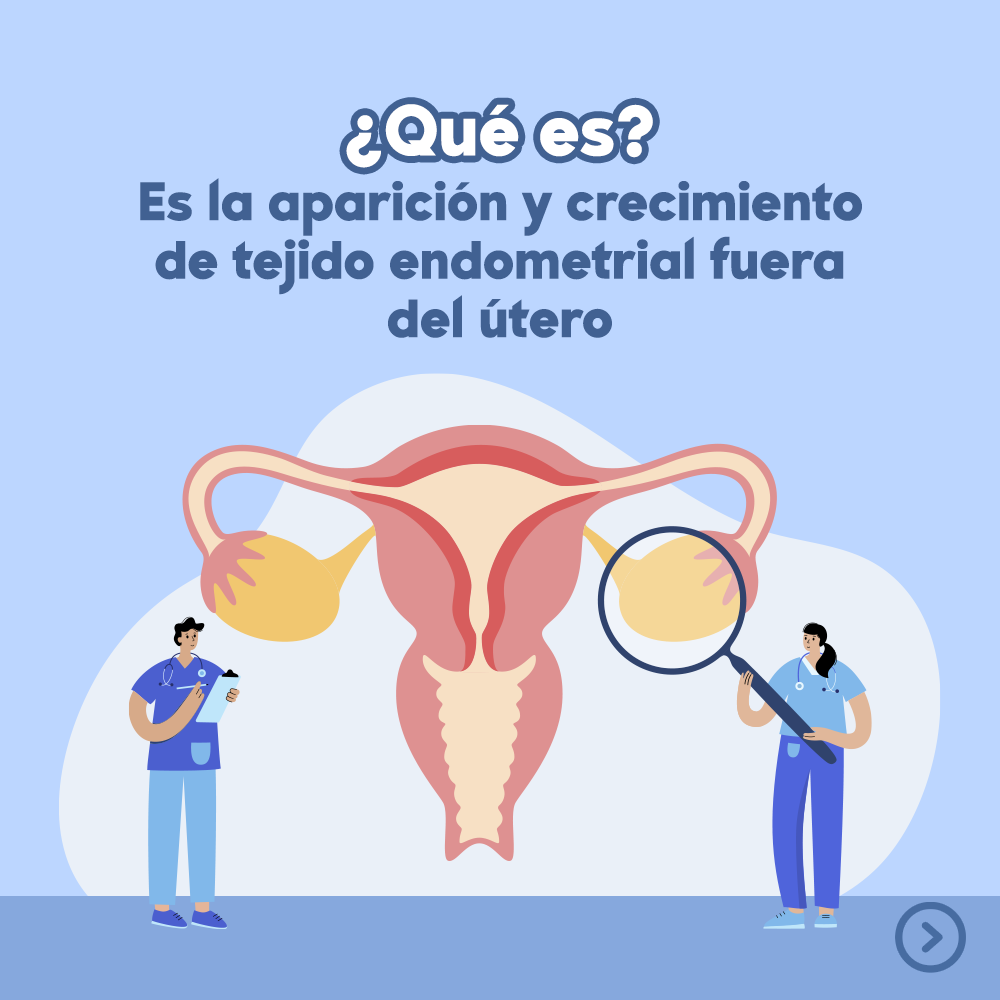 ¿Qué es?
Es la aparición y crecimiento
de tejido endometrial fuera
del útero